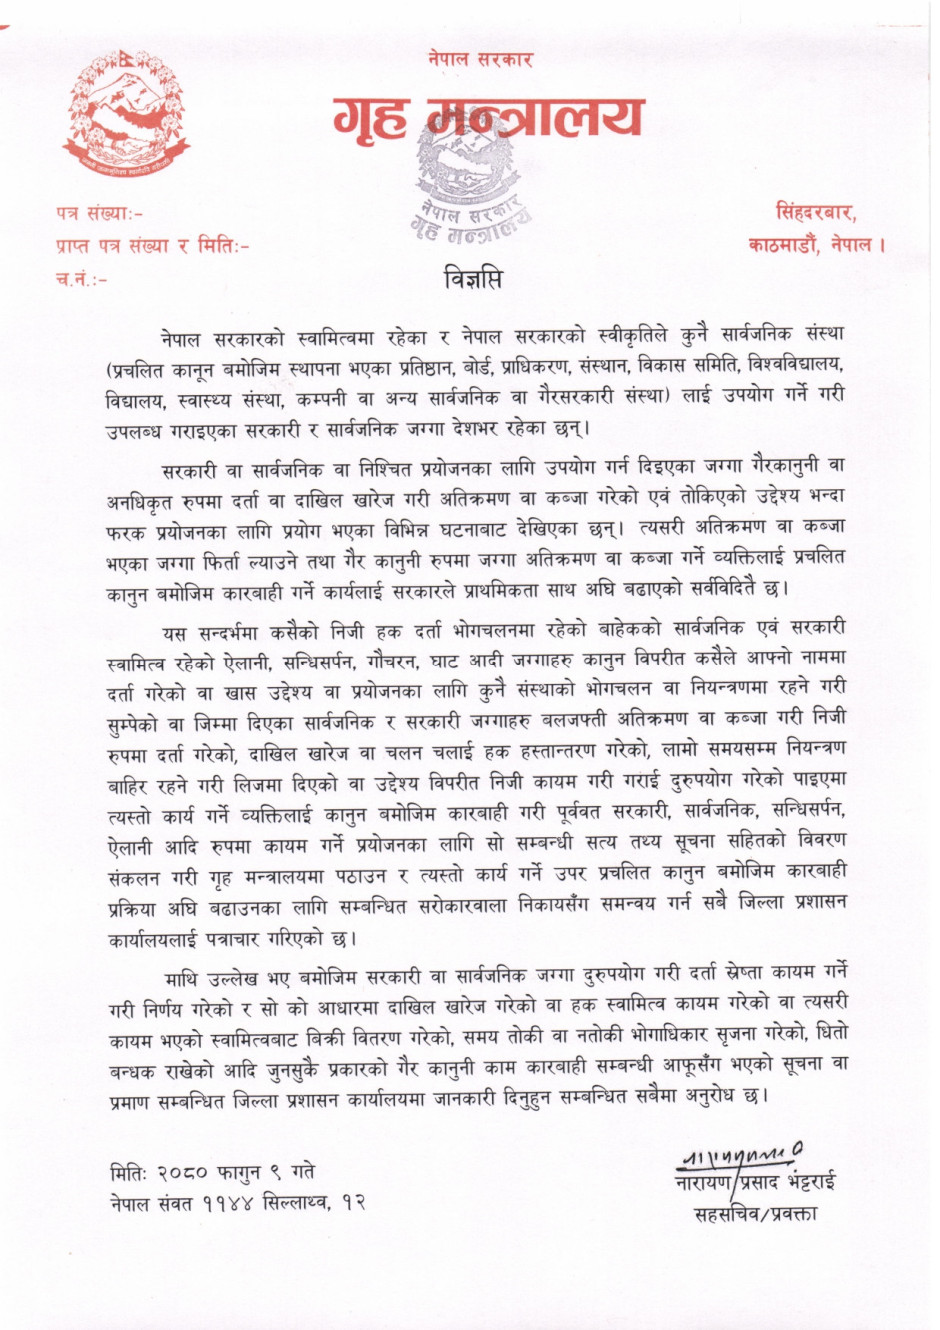 नेपाल सरकार
गृह मन्त्रालय
नेपाल सरकार
गृह मन्त्रालय
पत्र संख्याः-
प्राप्त पत्र संख्या र मितिः-
च.नं.:-
सिंहदरबार,
काठमाडौं, नेपाल ।
विज्ञप्ति
नेपाल सरकारको स्वामित्वमा रहेका र नेपाल सरकारको स्वीकृतिले कुनै सार्वजनिक संस्था
(प्रचलित कानून बमोजिम स्थापना भएका प्रतिष्ठान, बोर्ड, प्राधिकरण, संस्थान, विकास समिति, विश्वविद्यालय,
विद्यालय, स्वास्थ्य संस्था, कम्पनी वा अन्य सार्वजनिक वा गैरसरकारी संस्था) लाई उपयोग गर्ने गरी
उपलब्ध गराइएका सरकारी र सार्वजनिक जग्गा देशभर रहेका छन्।
सरकारी वा सार्वजनिक वा निश्चित प्रयोजनका लागि उपयोग गर्न दिइएका जग्गा गैरकानुनी वा
अनधिकृत रुपमा दर्ता वा दाखिल खारेज गरी अतिक्रमण वा कब्जा गरेको एवं तोकिएको उद्देश्य भन्दा
फरक प्रयोजनका लागि प्रयोग भएका विभिन्न घटनाबाट देखिएका छन्। त्यसरी अतिक्रमण वा कब्जा
भएका जग्गा फिर्ता ल्याउने तथा गैर कानुनी रुपमा जग्गा अतिक्रमण वा कब्जा गर्ने व्यक्तिलाई प्रचलित
कानुन बमोजिम कारबाही गर्ने कार्यलाई सरकारले प्राथमिकता साथ अघि बढाएको सर्वविदितै छ।
यस सन्दर्भमा कसैको निजी हक दर्ता भोगचलनमा रहेको बाहेकको सार्वजनिक एवं सरकारी
स्वामित्व रहेको ऐलानी, सन्धिसर्पन, गौचरन, घाट आदी जग्गाहरु कानुन विपरीत कसैले आफ्नो नाममा
दर्ता गरेको वा खास उद्देश्य वा प्रयोजनका लागि कुनै संस्थाको भोगचलन वा नियन्त्रणमा रहने गरी
सुम्पेको वा जिम्मा दिएका सार्वजनिक र सरकारी जग्गाहरु बलजफ्ती अतिक्रमण वा कब्जा गरी निजी
रुपमा दर्ता गरेको, दाखिल खारेज वा चलन चलाई हक हस्तान्तरण गरेको, लामो समयसम्म नियन्त्रण
बाहिर रहने गरी लिजमा दिएको वा उद्देश्य विपरीत निजी कायम गरी गराई दुरुपयोग गरेको पाइएमा
त्यस्तो कार्य गर्ने व्यक्तिलाई कानुन बमोजिम कारबाही गरी पूर्ववत सरकारी, सार्वजनिक, सन्धिसर्पन,
ऐलानी आदि रुपमा कायम गर्ने प्रयोजनका लागि सो सम्बन्धी सत्य तथ्य सूचना सहितको विवरण
संकलन गरी गृह मन्त्रालयमा पठाउन र त्यस्तो कार्य गर्ने उपर प्रचलित कानुन बमोजिम कारबाही
प्रक्रिया अघि बढाउनका लागि सम्बन्धित सरोकारवाला निकायसँग समन्वय गर्न सबै जिल्ला प्रशासन
कार्यालयलाई पत्राचार गरिएको छ।
माथि उल्लेख भए बमोजिम सरकारी वा सार्वजनिक जग्गा दुरुपयोग गरी दर्ता स्रेष्ता कायम गर्ने
गरी निर्णय गरेको र सो को आधारमा दाखिल खारेज गरेको वा हक स्वामित्व कायम गरेको वा त्यसरी
कायम भएको स्वामित्वबाट बिक्री वितरण गरेको, समय तोकी वा नतोकी भोगाधिकार सृजना गरेको, धितो
बन्धक राखेको आदि जुनसुकै प्रकारको गैर कानुनी काम कारबाही सम्बन्धी आफूसँग भएको सूचना वा
प्रमाण सम्बन्धित जिल्ला प्रशासन कार्यालयमा जानकारी दिनुहुन सम्बन्धित सबैमा अनुरोध छ।
मितिः २०८० फागुन ९ गते
नेपाल संवत ११४४ सिल्लाथ्व, १२
नारायण प्रसाद भट्टराई
सहसचिव/प्रवक्ता